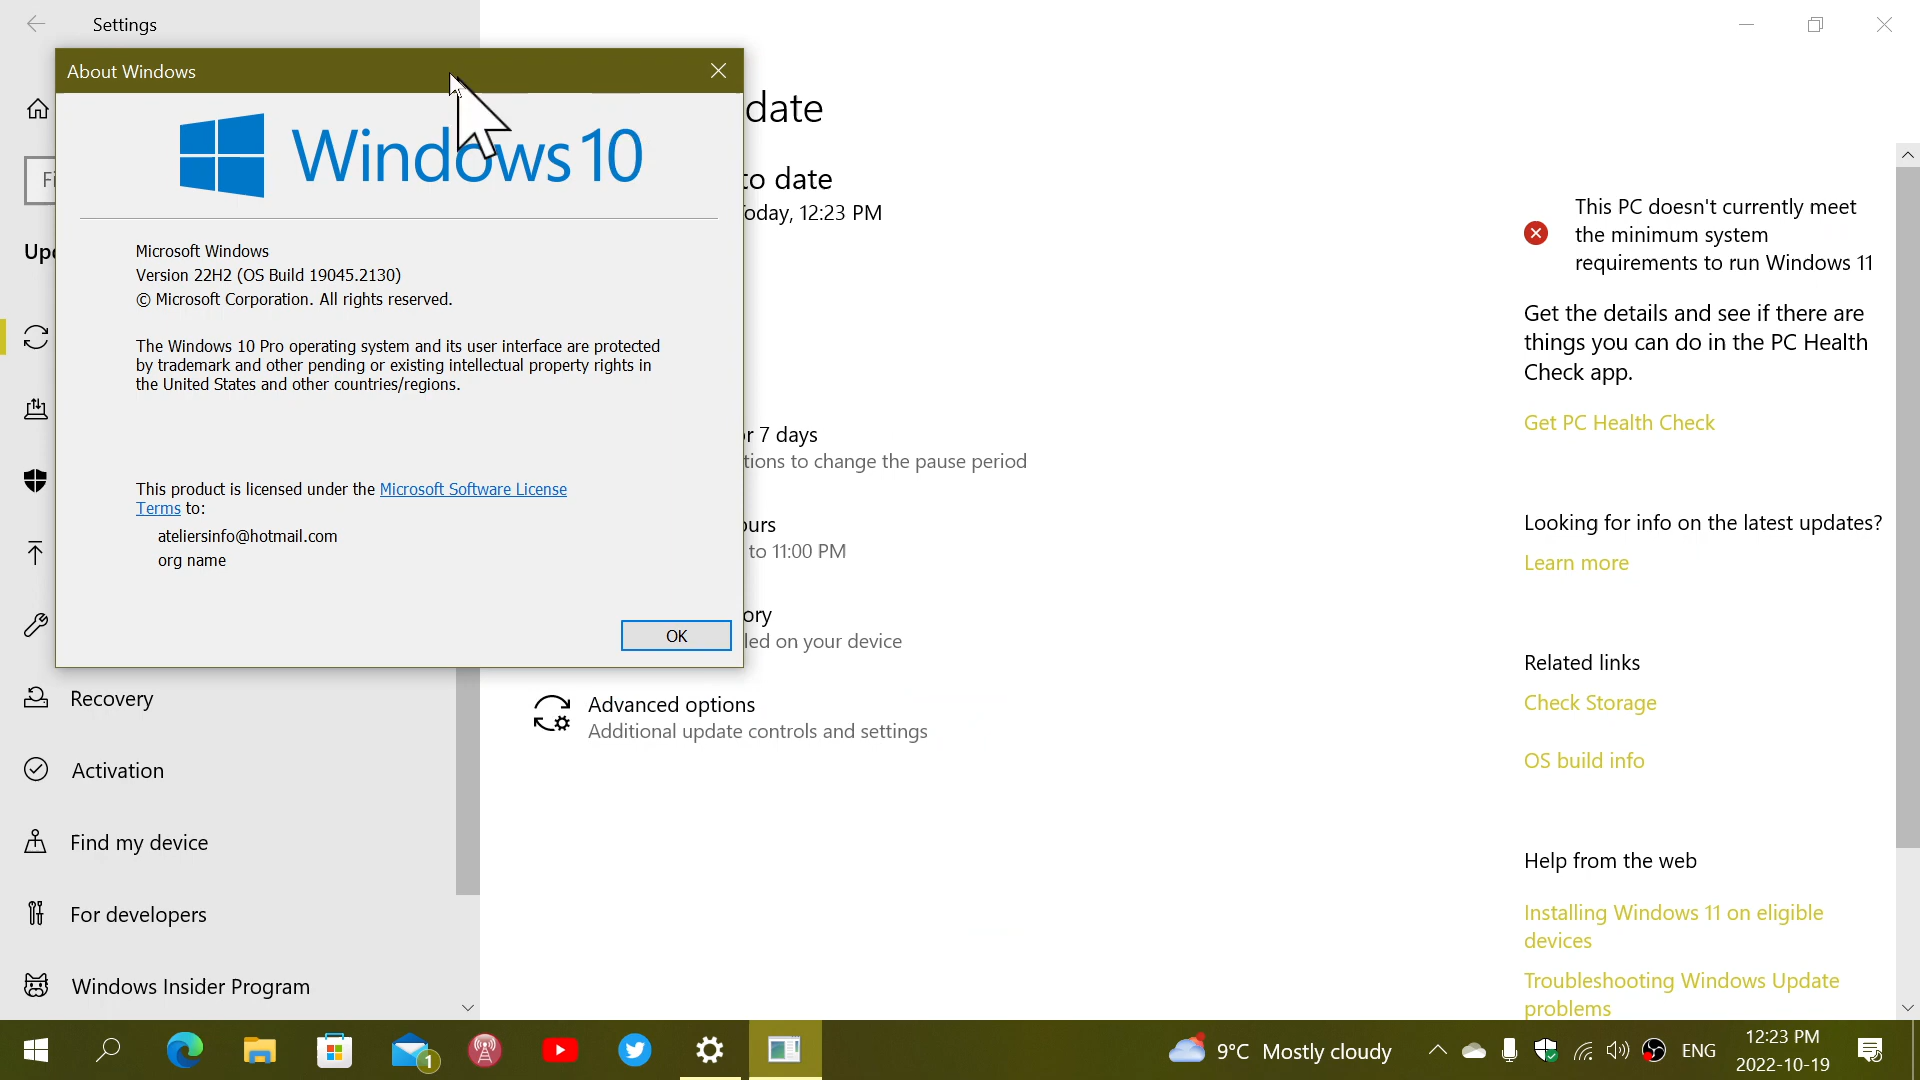 Settings
About Windows
Windows 10
Microsoft Windows
Version 22H2 (OS Build 19045.2130)
© Microsoft Corporation. All rights reserved.
The Windows 10 Pro operating system and its user interface are protected
by trademark and other pending or existing intellectual property rights in
the United States and other countries/regions.
This product is licensed under the Microsoft Software License
Terms to:
ateliersinfo@hotmail.com
org name
OK
Recovery
Activation
Find my device
For developers
Windows Insider Program
date
to date
oday, 12:23 PM
r 7 days
tions to change the pause period
ours
to 11:00 PM
ory
led on your device
Advanced options
Additional update controls and settings
This PC doesn't currently meet
the minimum system
requirements to run Windows 11
Get the details and see if there are
things you can do in the PC Health
Check app.
Get PC Health Check
Looking for info on the latest updates?
Learn more
Related links
Check Storage
OS build info
Help from the web
Installing Windows 11 on eligible
devices
Troubleshooting Windows Update
problems
1
9°C Mostly cloudy
ENG
12:23 PM
2022-10-19